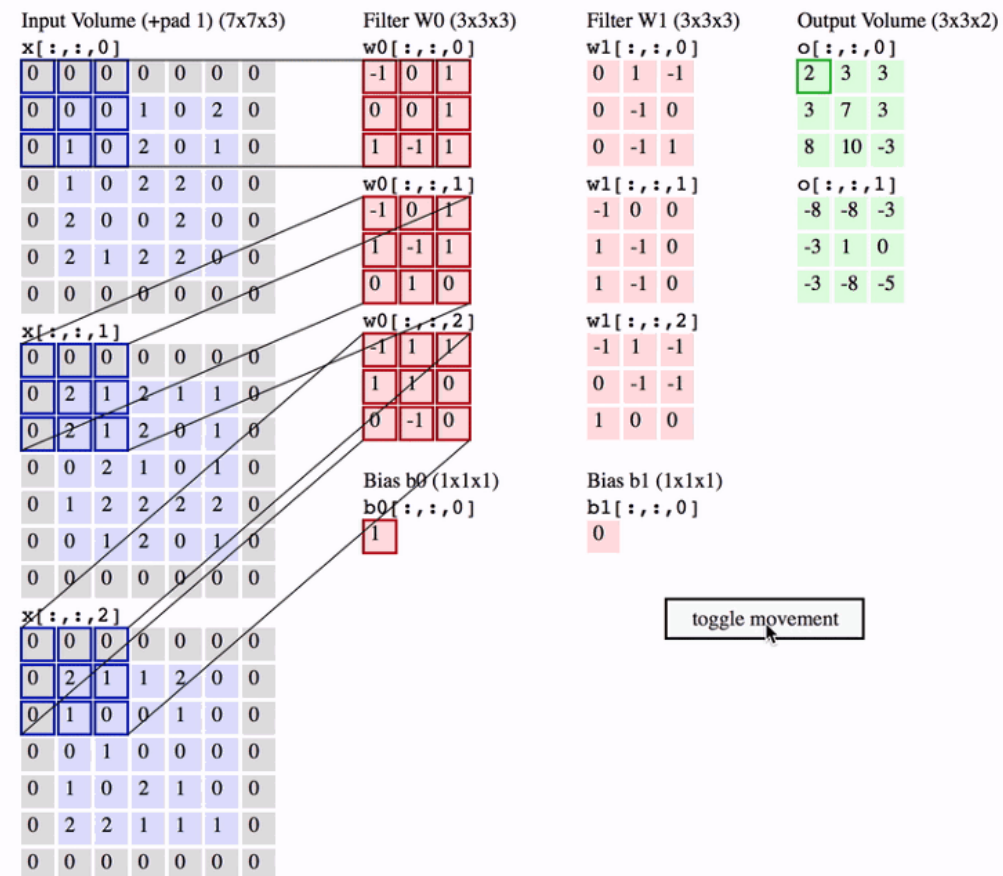 Input Volume (+pad 1) (7x7x3)
x[:,:,0]
0 0 0 0 0 0 0
0 0 0 1 0 2 0
0 1 0 2 0 1 0
0 1 0 2 2 0 0
0 2 0 0 2 0 0
0 2 1 2 2 0 0
0 0 0 0 0 0 0
x[:,:,1]
0 0 0 0 0 0 0
0 2 1 2 1 1 0
0 2 1 2 0 1 0
0 0 2 1 0 1 0
0 1 2 2 2 2 0
0 0 1 2 0 1 0
0 0 0 0 0 0 0
x[:,:,2]
0 0 0 0 0 0 0
0 2 1 1 2 0 0
0 1 0 0 1 0 0
0 0 1 0 0 0 0
0 1 0 2 1 0 0
0 2 2 1 1 1 0
0 0 0 0 0 0 0
Filter W0 (3x3x3)
w0[:,:,0]
-1 0 1
0 0 1
1 -1 1
w0[:,:,1]
-1 0 1
1 -1 1
0 1 0
w0[:,:,2]
-1 1 1
1 1 0
0 -1 0
Bias b0 (1x1x1)
b0[:,:,0]
1
Filter W1 (3x3x3)
w1[:,:,0]
0 1 -1
0 -1 0
0 -1 1
w1[:,:,1]
-1 0 0
1 -1 0
1 -1 0
w1[:,:,2]
-1 1 -1
0 -1 -1
1 0 0
Bias b1 (1x1x1)
b1[:,:,0]
0
Output Volume (3x3x2)
o[:,:,0]
2 3 3
3 7 3
8 10 -3
o[:,:,1]
-8 -8 -3
-3 1 0
-3 -8 -5
toggle movement